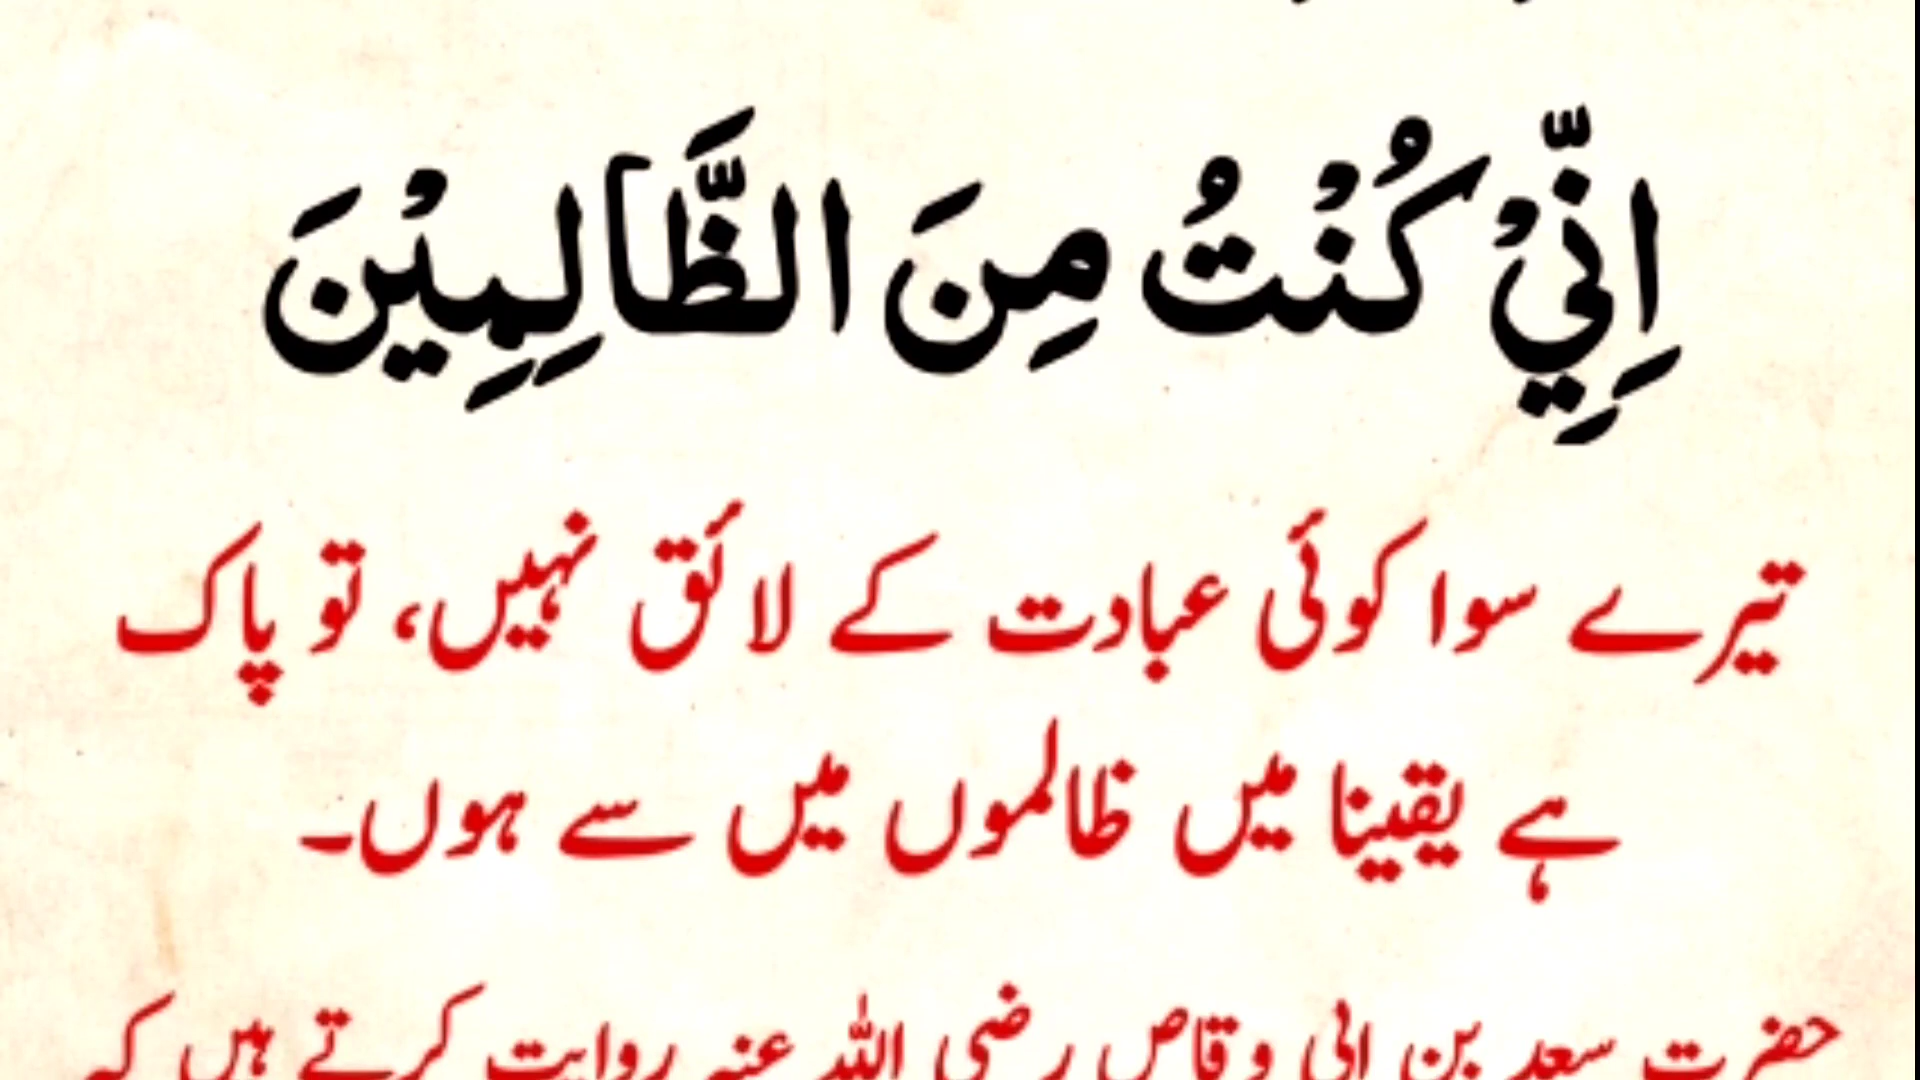 اِنِّيْ كُنْتُ مِنَ الظَّالِمِيْنَ
تیرے سوا کوئی عبادت کے لائق نہیں، تو پاک
ہے یقینا میں ظالموں میں سے ہوں۔
حضرت سعد بن ابی وقاص رضی اللہ عنہ روایت کرتے ہیں کہ